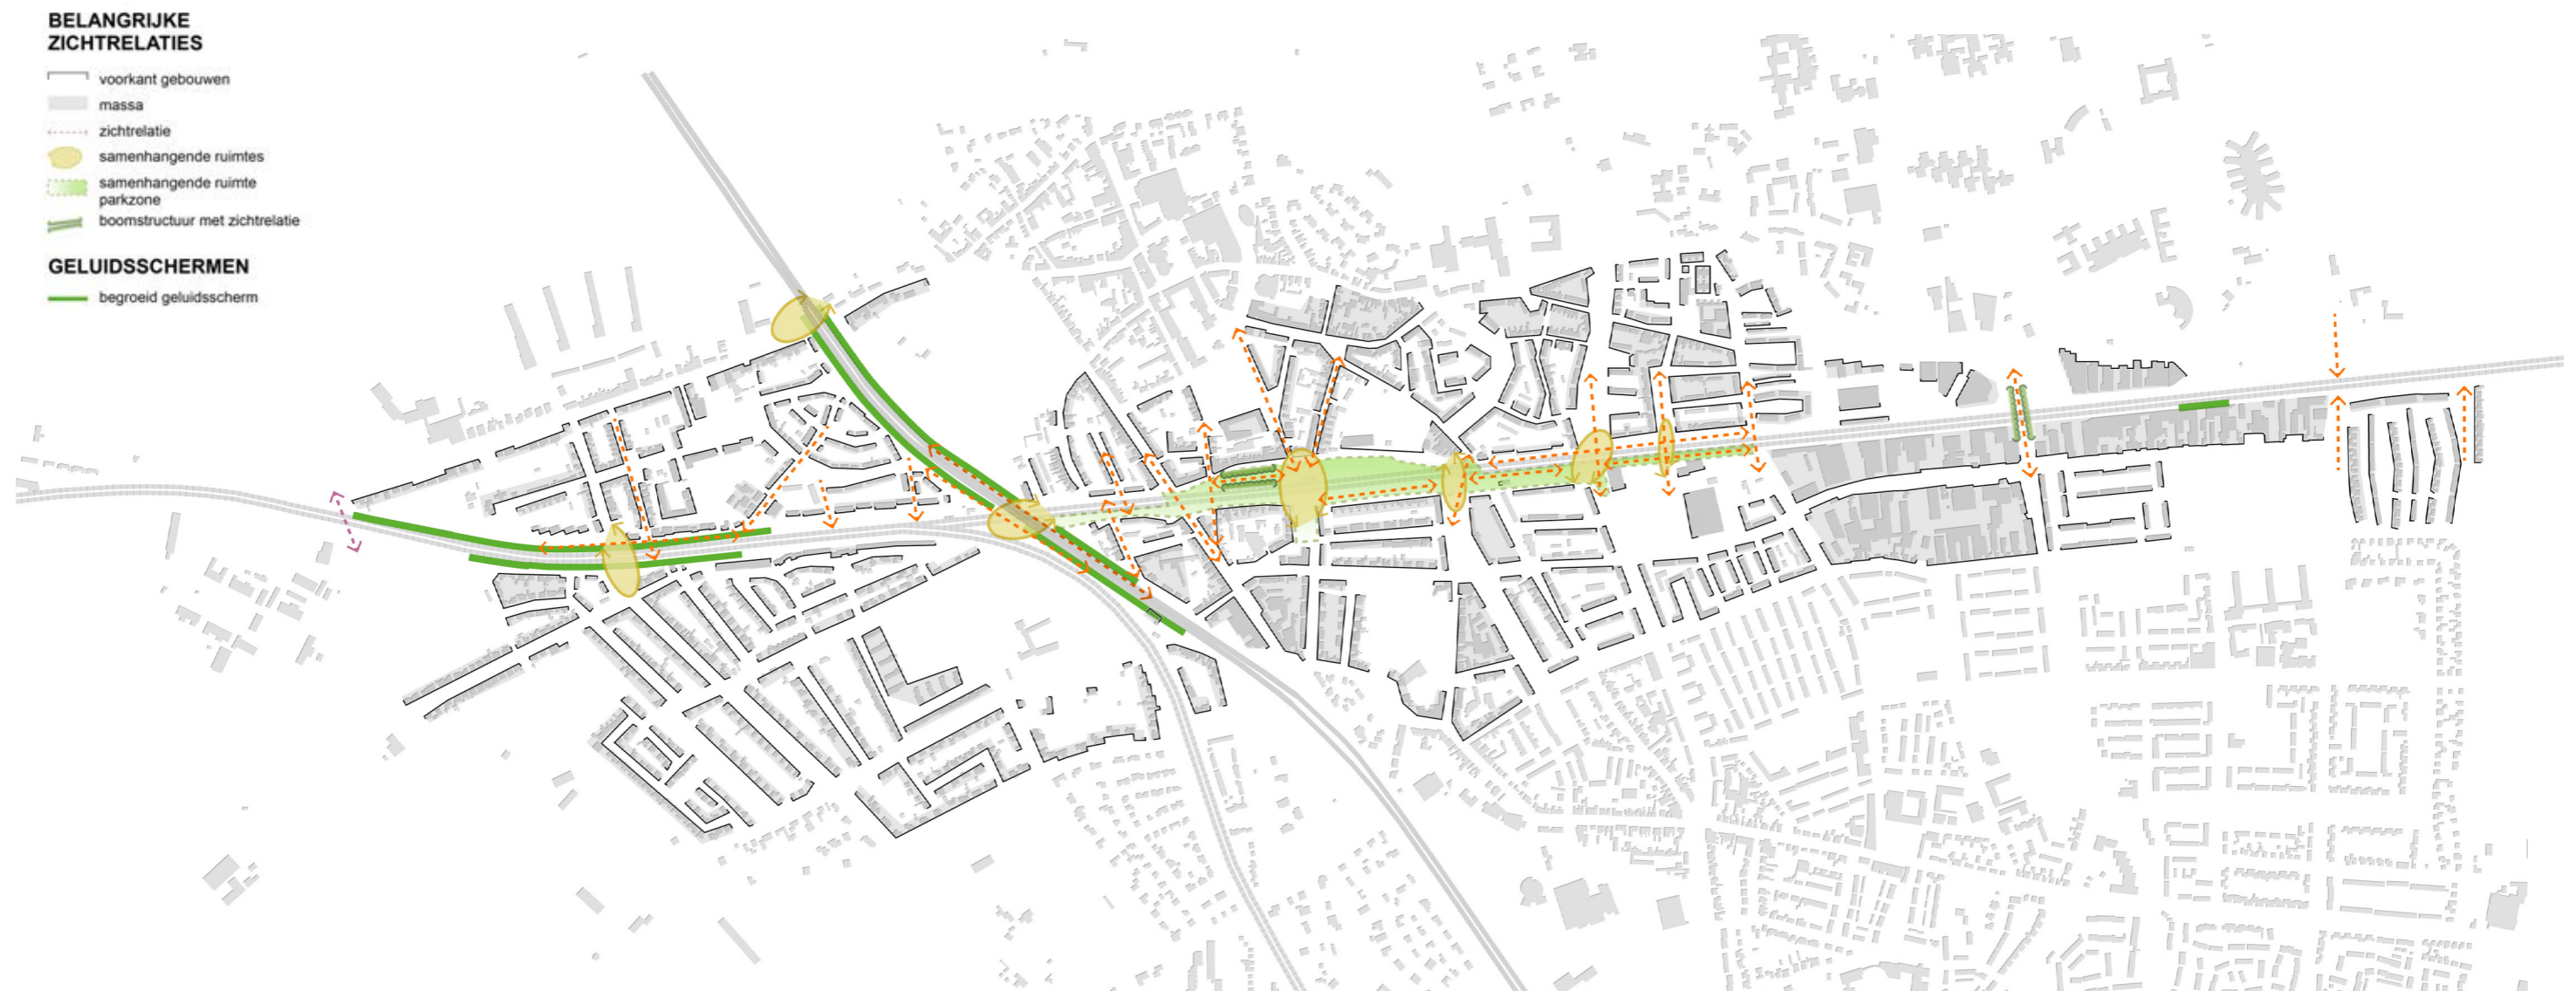 BELANGRIJKE
ZICHTRELATIES
voorkant gebouwen
massa
zichtrelatie
samenhangende ruimtes
samenhangende ruimte
parkzone
boomstructuur met zichtrelatie
GELUIDSSCHERMEN
begroeid geluidsscherm